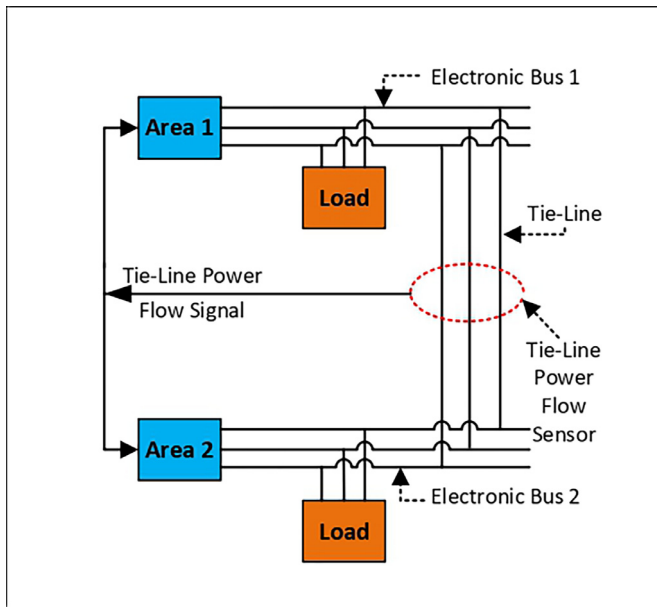 Electronic Bus 1
Area 1
Load
Tie-Line
Tie-Line Power
Flow Signal
Tie-Line
Power
Flow
Sensor
Area 2
Electronic Bus 2
Load